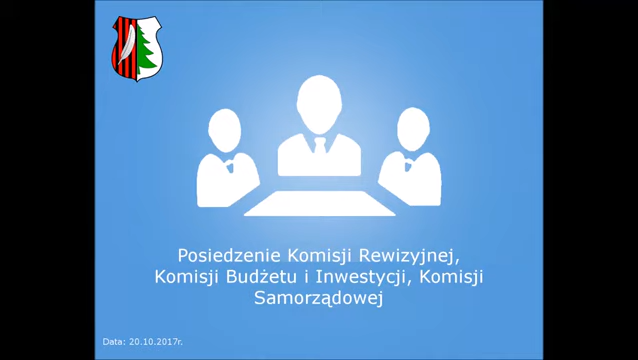 Posiedzenie Komisji Rewizyjnej,
Komisji Budżetu i Inwestycji, Komisji
Samorządowej
Data: 20.10.2017r.